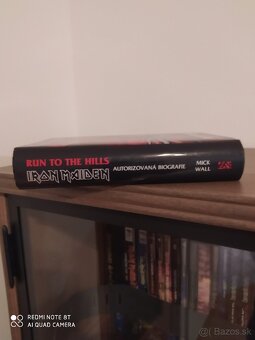 RUN TO THE HILLS
IRON MAIDEN
AUTORIZOVANÁ BIOGRAFIE
MICK
WALL
REDMI NOTE 8T
AI QUAD CAMERA
Bazos.sk